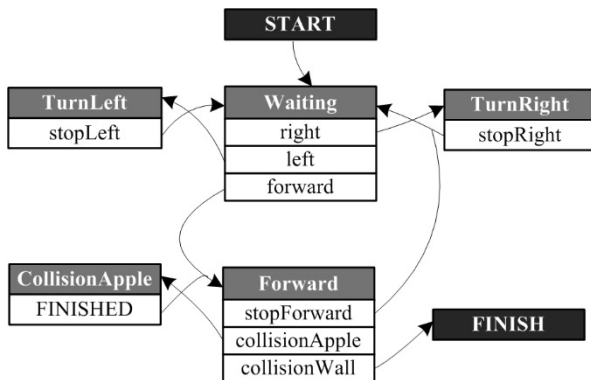 START
TurnLeft
stopLeft
Waiting
right
left
forward
TurnRight
stopRight
CollisionApple
FINISHED
Forward
stopForward
collisionApple
collisionWall
FINISH